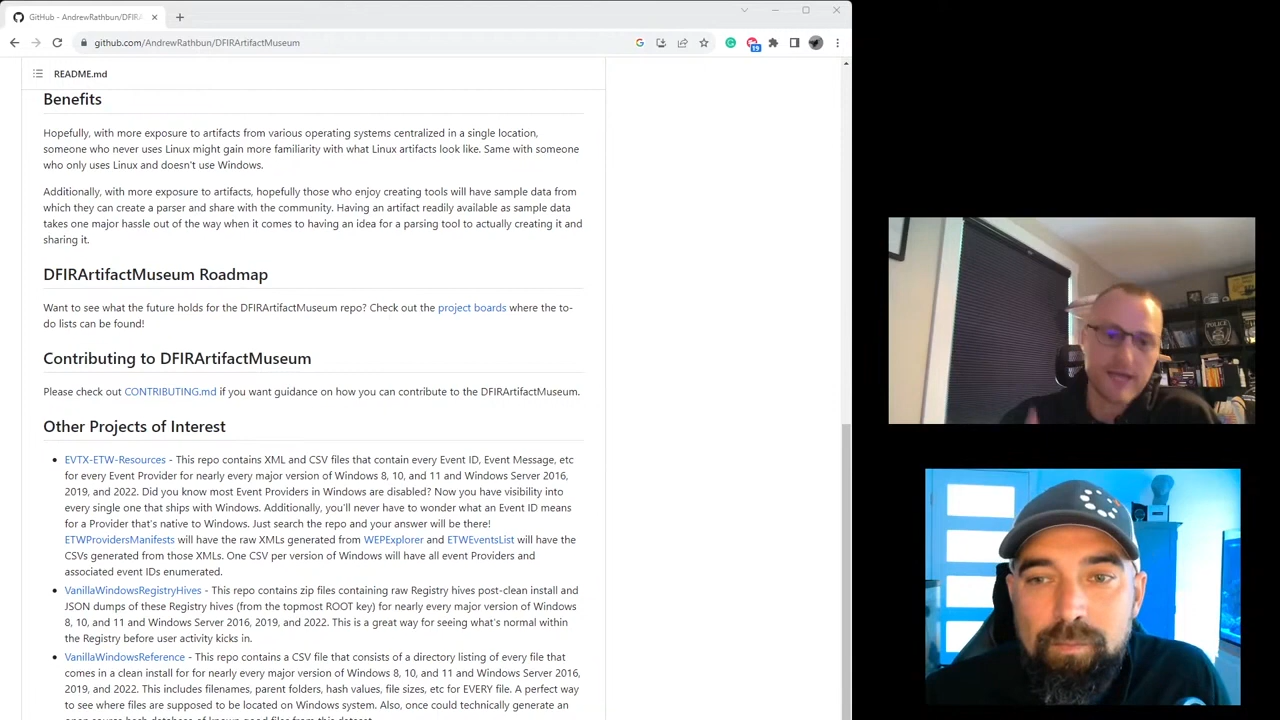 GitHub - AndrewRathbun/DFIRA
github.com/AndrewRathbun/DFIRArtifactMuseum
19
README.md
Benefits
Hopefully, with more exposure to artifacts from various operating systems centralized in a single location,
someone who never uses Linux might gain more familiarity with what Linux artifacts look like. Same with someone
who only uses Linux and doesn't use Windows.
Additionally, with more exposure to artifacts, hopefully those who enjoy creating tools will have sample data from
which they can create a parser and share with the community. Having an artifact readily available as sample data
takes one major hassle out of the way when it comes to having an idea for a parsing tool to actually creating it and
sharing it.
DFIRArtifactMuseum Roadmap
Want to see what the future holds for the DFIRArtifactMuseum repo? Check out the project boards where the to-
do lists can be found!
Contributing to DFIRArtifactMuseum
Please check out CONTRIBUTING.md if you want guidance on how you can contribute to the DFIRArtifactMuseum.
Other Projects of Interest
EVTX-ETW-Resources - This repo contains XML and CSV files that contain every Event ID, Event Message, etc
for every Event Provider for nearly every major version of Windows 8, 10, and 11 and Windows Server 2016,
2019, and 2022. Did you know most Event Providers in Windows are disabled? Now you have visibility into
every single one that ships with Windows. Additionally, you'll never have to wonder what an Event ID means
for a Provider that's native to Windows. Just search the repo and your answer will be there!
ETWProvidersManifests will have the raw XMLs generated from WEPExplorer and ETWEventsList will have the
CSVs generated from those XMLs. One CSV per version of Windows will have all event Providers and
associated event IDs enumerated.
VanillaWindowsRegistryHives - This repo contains zip files containing raw Registry hives post-clean install and
JSON dumps of these Registry hives (from the topmost ROOT key) for nearly every major version of Windows
8, 10, and 11 and Windows Server 2016, 2019, and 2022. This is a great way for seeing what's normal within
the Registry before user activity kicks in.
VanillaWindowsReference - This repo contains a CSV file that consists of a directory listing of every file that
comes in a clean install for for nearly every major version of Windows 8, 10, and 11 and Windows Server 2016,
2019, and 2022. This includes filenames, parent folders, hash values, file sizes, etc for EVERY file. A perfect way
to see where files are supposed to be located on Windows system. Also, once could technically generate an
open source hash database of known good files from this dataset.
POLICE